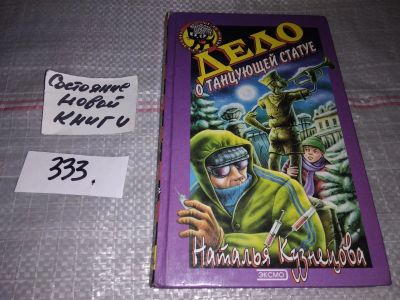 ДЕЛО
О ТАНЦУЮЩЕЙ СТАТУЕ
Состояние
новой
книги
333.
Наталья Кузнецова
ЭКСМО